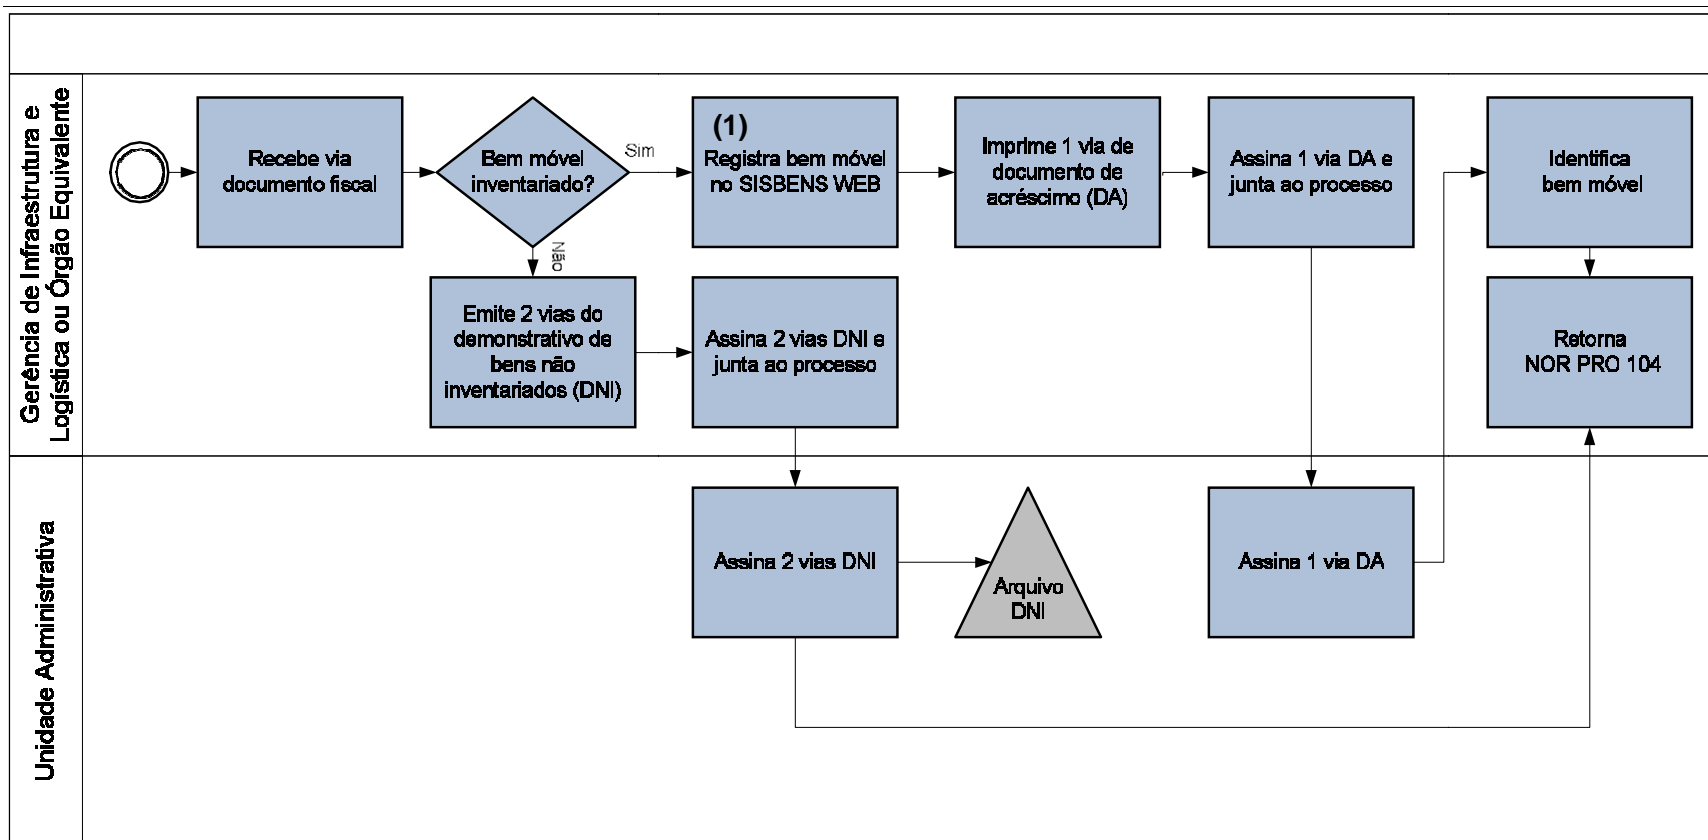 Gerência de Infraestrutura e
Logística ou Órgão Equivalente
Recebe via
documento fiscal
Bem móvel
inventariado?
Sim
Não
(1)
Registra bem móvel
no SISBENS WEB
Imprime 1 via de
documento de
acréscimo (DA)
Assina 1 via DA e
junta ao processo
Identifica
bem móvel
Emite 2 vias do
demonstrativo de
bens não
inventariados (DNI)
Assina 2 vias DNI e
junta ao processo
Retorna
NOR PRO 104
Unidade Administrativa
Assina 2 vias DNI
Arquivo
DNI
Assina 1 via DA